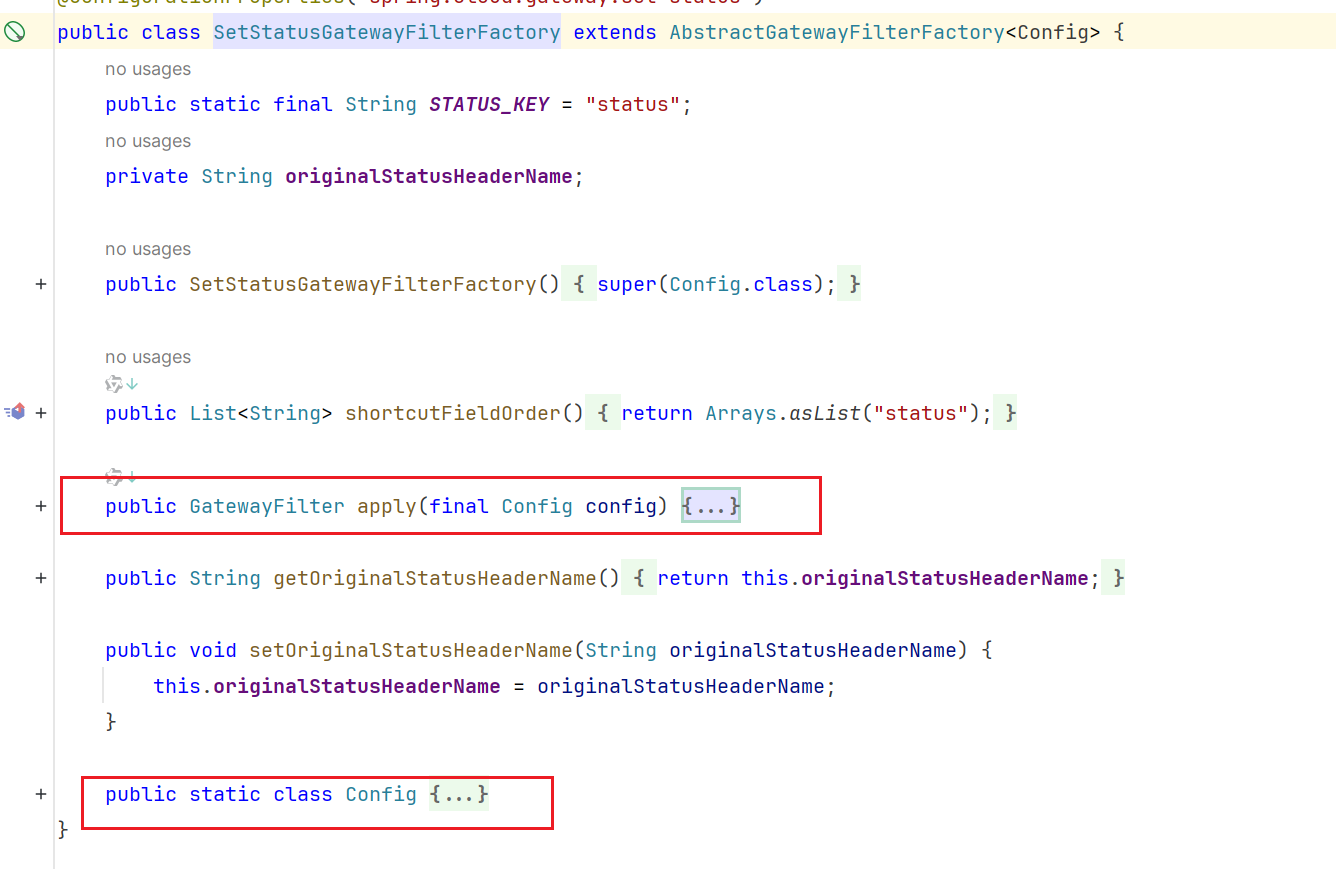 public class SetStatusGatewayFilterFactory extends AbstractGatewayFilterFactory<Config> {
no usages
public static final String STATUS_KEY = "status";
no usages
private String originalStatusHeaderName;
no usages
public SetStatusGatewayFilterFactory() { super(Config.class); }
no usages
public List<String> shortcutFieldOrder() { return Arrays.asList("status"); }
public GatewayFilter apply(final Config config) {...}
public String getOriginalStatusHeaderName() { return this.originalStatusHeaderName; }
public void setOriginalStatusHeaderName(String originalStatusHeaderName) {
this.originalStatusHeaderName = originalStatusHeaderName;
}
public static class Config {...}
}